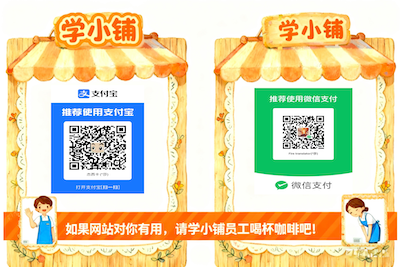 学小铺
支付宝
推荐使用支付宝
打开支付宝[扫一扫]
学小铺
推荐使用微信支付
微信支付
如果网站对你有用，请学小铺员工喝杯咖啡吧！